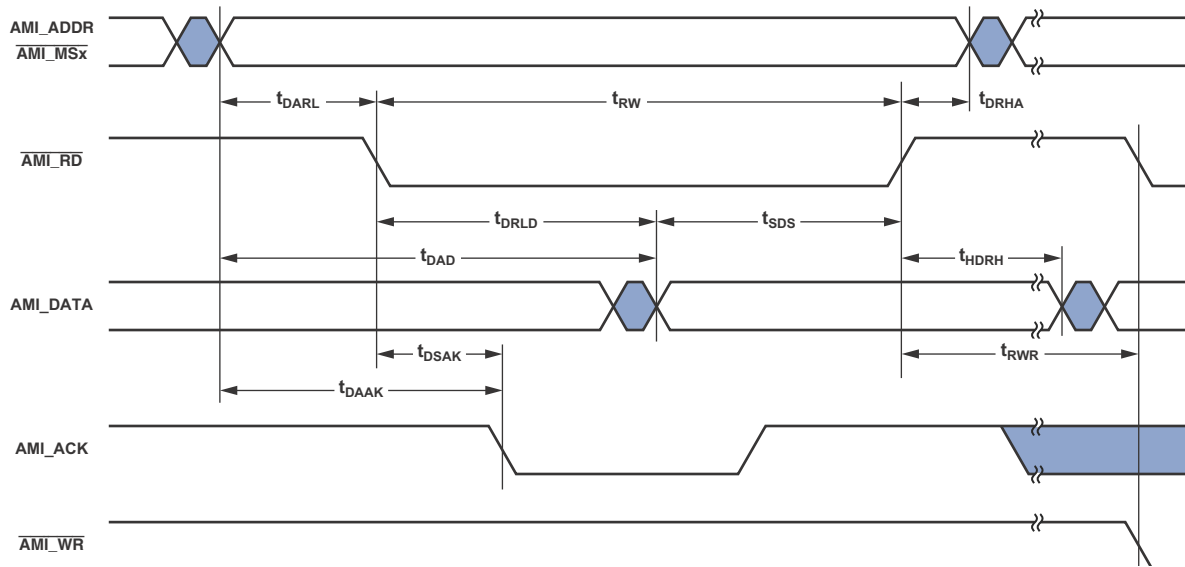 AMI_ADDR
AMI_MSx
tDARL
tRW
tDRHA
AMI_RD
tDRLD
tSDS
tDAD
tHDRH
AMI_DATA
tDSAK
tRWR
tDAAK
AMI_ACK
AMI_WR